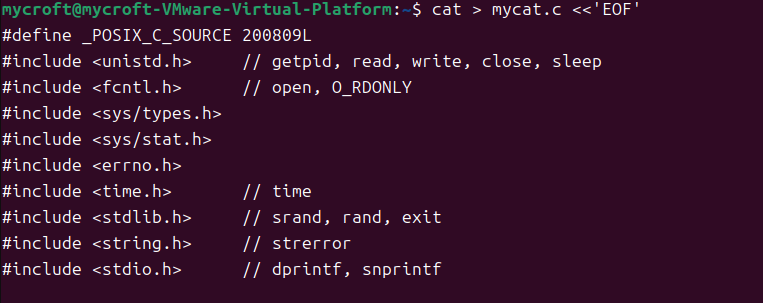 mycroft@mycroft-VMware-Virtual-Platform:~$ cat > mycat.c <<'EOF'
#define _POSIX_C_SOURCE 200809L
#include <unistd.h>     // getpid, read, write, close, sleep
#include <fcntl.h>      // open, O_RDONLY
#include <sys/types.h>
#include <sys/stat.h>
#include <errno.h>
#include <time.h>       // time
#include <stdlib.h>     // srand, rand, exit
#include <string.h>     // strerror
#include <stdio.h>      // dprintf, snprintf